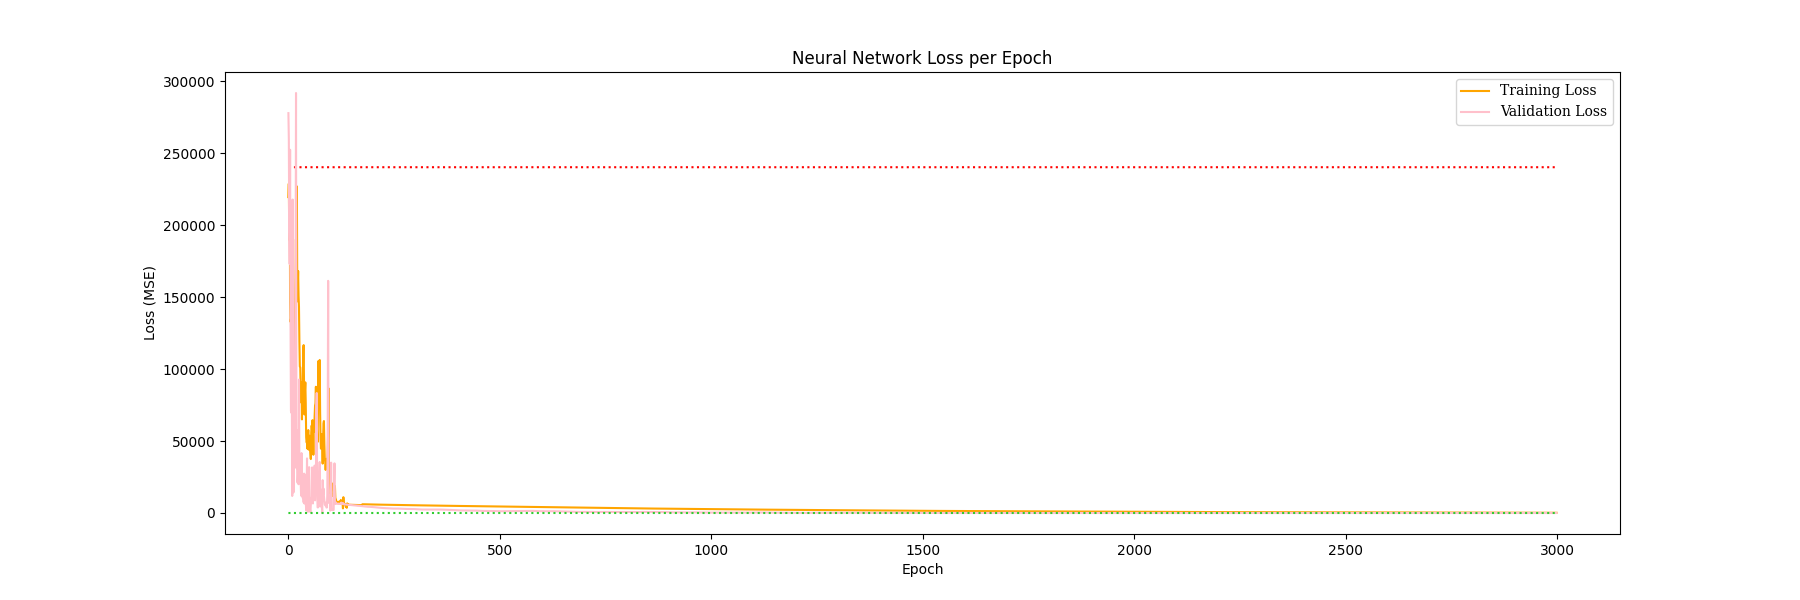 Neural Network Loss per Epoch
300000
250000
200000
150000
100000
50000
0
Loss (MSE)
Training Loss
Validation Loss
0
500
1000
1500
2000
2500
3000
Epoch